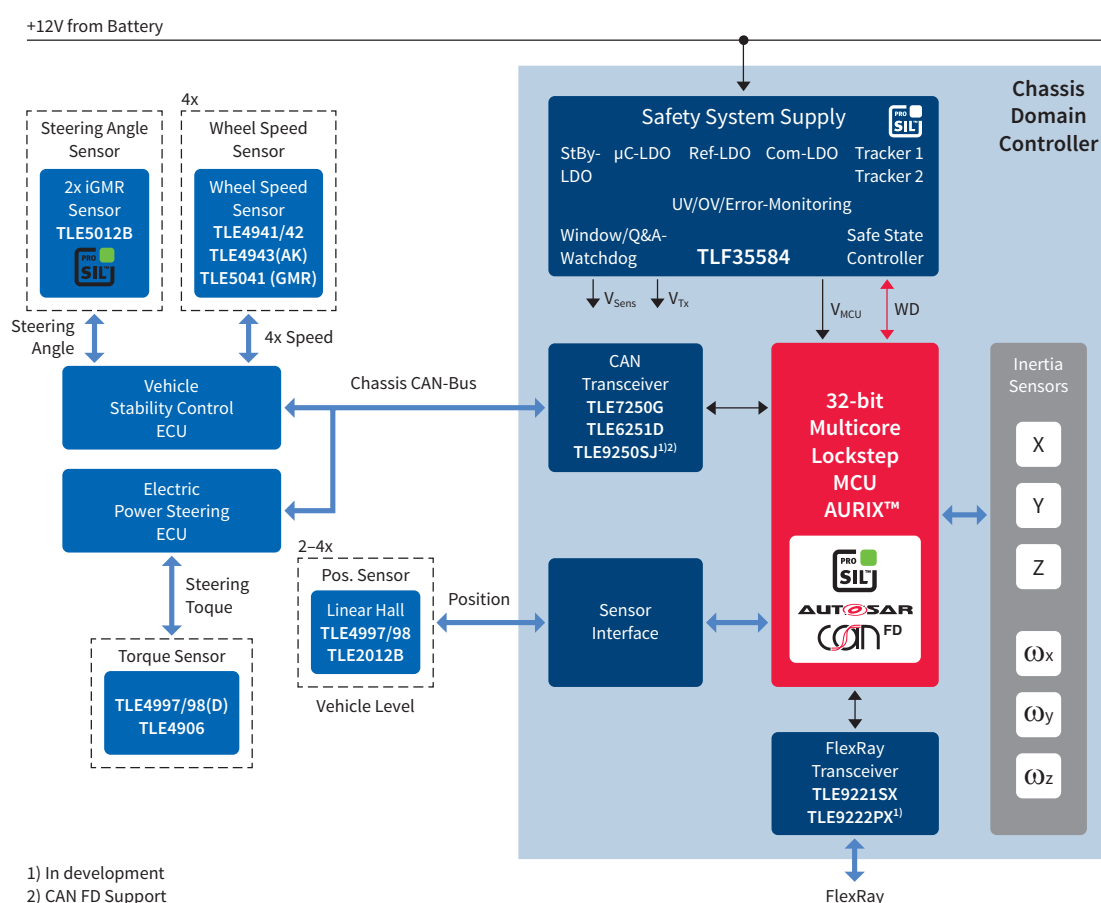 +12V from Battery
Chassis
Domain
Controller
Safety System Supply
PRO
SIL™
StBy-
LDO
µC-LDO
Ref-LDO
Com-LDO
Tracker 1
Tracker 2
UV/OV/Error-Monitoring
Window/Q&A-
Watchdog
TLF35584
Safe State
Controller
4x
Steering Angle
Sensor
2x iGMR
Sensor
TLE5012B
PRO
SIL™
Wheel Speed
Sensor
Wheel Speed
Sensor
TLE4941/42
TLE4943(AK)
TLE5041 (GMR)
Steering
Angle
4x Speed
VSens
VTx
VMCU
WD
Vehicle
Stability Control
ECU
Chassis CAN-Bus
CAN
Transceiver
TLE7250G
TLE6251D
TLE9250SJ1)2)
32-bit
Multicore
Lockstep
MCU
AURIX™
PRO
SIL™
AUTOSAR
CAN FD
Inertia
Sensors
X
Y
Z
ωx
ωy
ωz
Electric
Power Steering
ECU
Steering
Toque
2–4x
Pos. Sensor
Linear Hall
TLE4997/98
TLE2012B
Position
Vehicle Level
Sensor
Interface
Torque Sensor
TLE4997/98(D)
TLE4906
FlexRay
Transceiver
TLE9221SX
TLE9222PX1)
FlexRay
1) In development
2) CAN FD Support